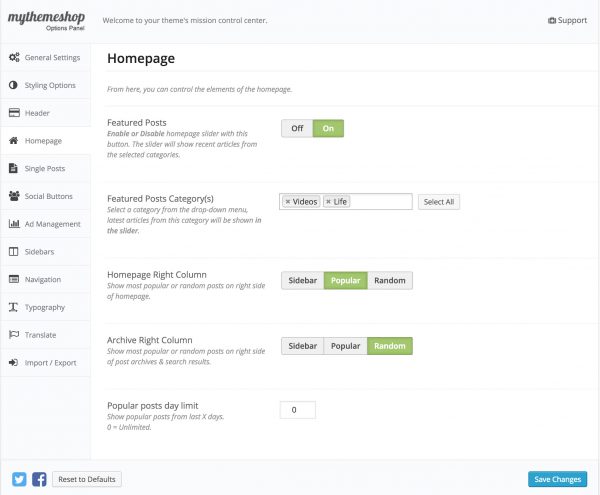 mythemeshop
Options Panel
Welcome to your theme's mission control center.
Support
General Settings
Styling Options
Header
Homepage
Single Posts
Social Buttons
Ad Management
Sidebars
Navigation
Typography
Translate
Import / Export
Homepage
From here, you can control the elements of the homepage.
Featured Posts
Enable or Disable homepage slider with this
button. The slider will show recent articles from
the selected categories.
Off On
Featured Posts Category(s)
Select a category from the drop-down menu,
latest articles from this category will be shown in
the slider.
× Videos × Life
Select All
Homepage Right Column
Show most popular or random posts on right side
of homepage.
Sidebar Popular Random
Archive Right Column
Show most popular or random posts on right side
of post archives & search results.
Sidebar Popular Random
Popular posts day limit
Show popular posts from last X days.
0 = Unlimited.
0
Reset to Defaults
Save Changes